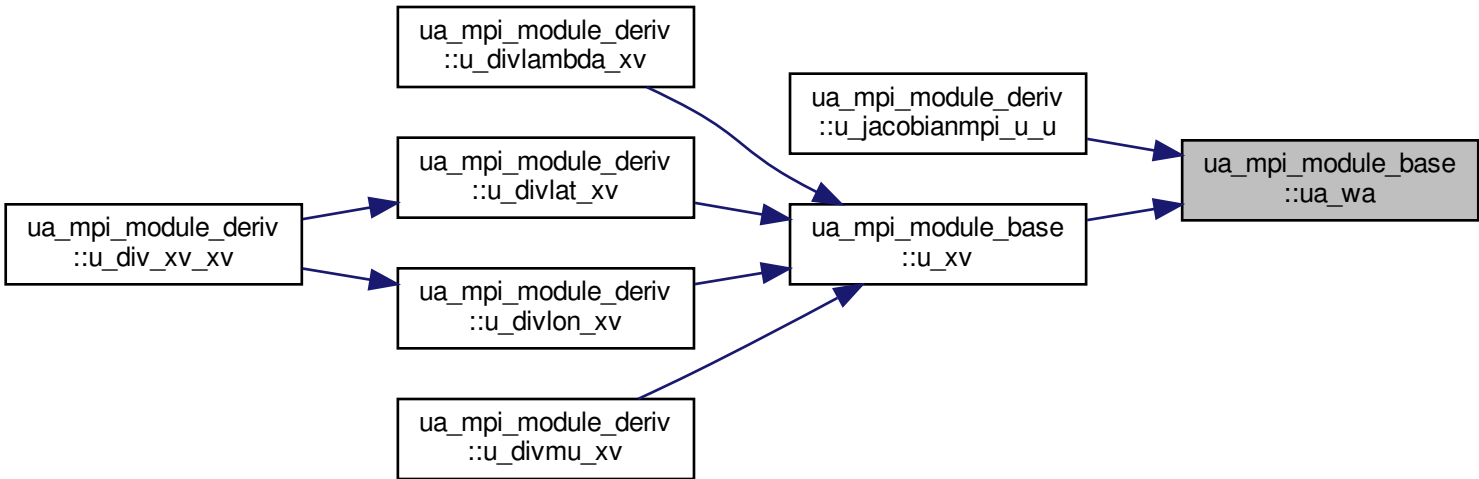 ua_mpi_module_deriv
::u_divlambda_xv
ua_mpi_module_deriv
::u_jacobianmpi_u_u
ua_mpi_module_deriv
::u_divlat_xv
ua_mpi_module_base
::ua_wa
ua_mpi_module_deriv
::u_div_xv_xv
ua_mpi_module_base
::u_xv
ua_mpi_module_deriv
::u_divlon_xv
ua_mpi_module_deriv
::u_divmu_xv